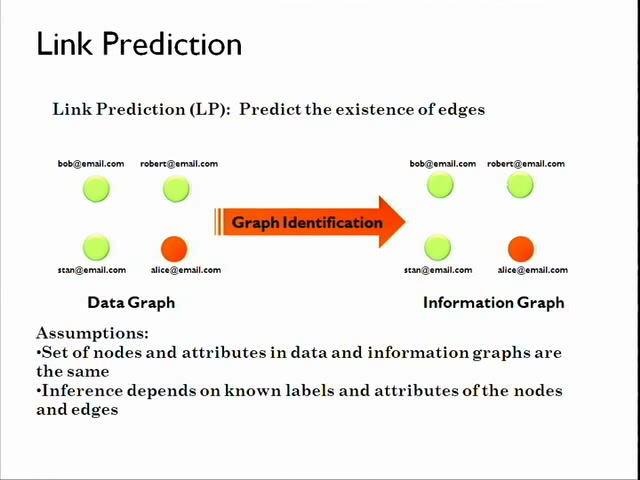 Link Prediction
Link Prediction (LP): Predict the existence of edges
bob@email.com robert@email.com
bob@email.com robert@email.com
Graph Identification
stan@email.com alice@email.com
stan@email.com alice@email.com
Data Graph
Information Graph
Assumptions:
•Set of nodes and attributes in data and information graphs are
the same
•Inference depends on known labels and attributes of the nodes
and edges